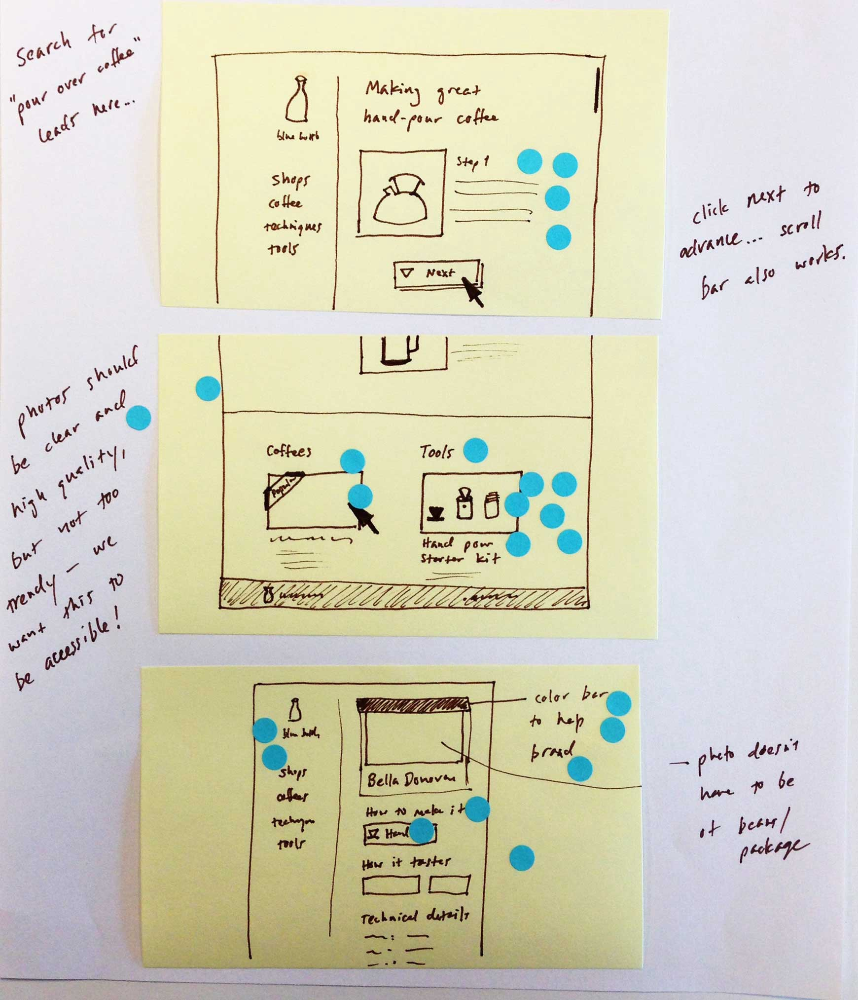 Search for
"pour over coffee"
leads here...
Making great
hand-pour coffee
blue bottle
Step 1
shops
coffee
techniques
tools
Next
click next to
advance... scroll
bar also works.
photos should
be clear and
high quality,
but not too
trendy — we
want this to
be accessible!
Coffees
Popular
Tools
Hand pour
starter kit
blue bottle
shops
coffees
tools
color bar
to help
brand
Bella Donovan
How to make it
Hand
How it tastes
Technical details
— photo doesn't
have to be
of beans/
package